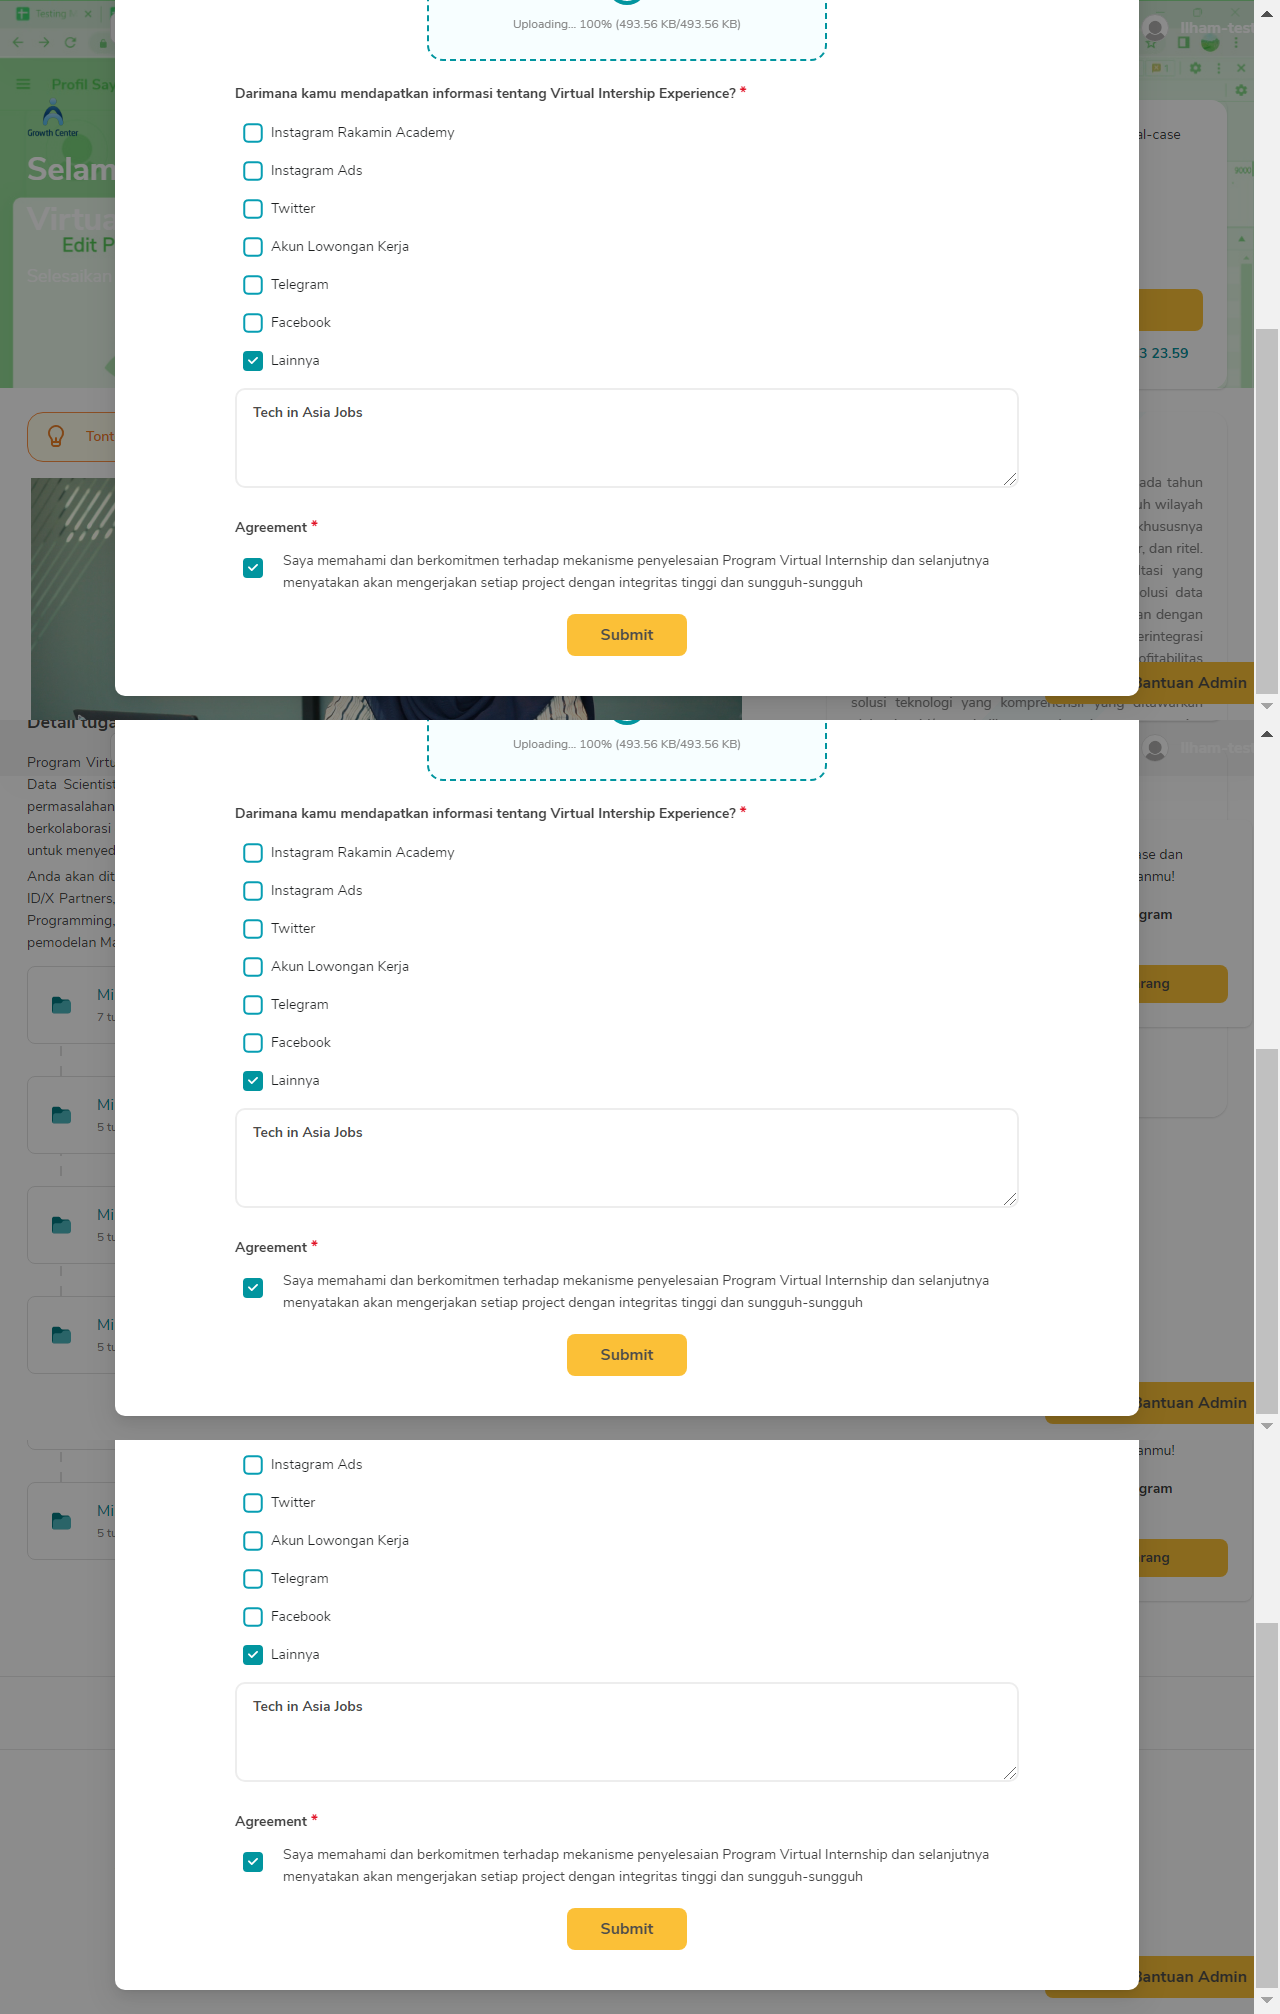 Testing
Ilham-test
Profil Say
Growth Center
Selam
Virtua
Edit P
Selesaikan
Uploading... 100% (493.56 KB/493.56 KB)
Darimana kamu mendapatkan informasi tentang Virtual Intership Experience? *
Instagram Rakamin Academy
Instagram Ads
Twitter
Akun Lowongan Kerja
Telegram
Facebook
Lainnya
Tech in Asia Jobs
Agreement *
Saya memahami dan berkomitmen terhadap mekanisme penyelesaian Program Virtual Internship dan selanjutnya
menyatakan akan mengerjakan setiap project dengan integritas tinggi dan sungguh-sungguh
Submit
al-case
9000
3 23.59
Tont
ada tahun
uh wilayah
khususnya
r, dan ritel.
ltasi yang
olusi data
an dengan
erintegrasi
ofitabilitas
Bantuan Admin
solusi teknologi yang komprehensif yang ditawarkan
Detail tuga
Ilham-test
Program Virtu
Data Scientist
permasalahan
berkolaborasi
untuk menyed
Anda akan dit
ID/X Partners,
Programming,
pemodelan Ma
Mi
7 tu
Mi
5 tu
Mi
5 tu
Mi
5 tu
Uploading... 100% (493.56 KB/493.56 KB)
Darimana kamu mendapatkan informasi tentang Virtual Intership Experience? *
Instagram Rakamin Academy
Instagram Ads
Twitter
Akun Lowongan Kerja
Telegram
Facebook
Lainnya
Tech in Asia Jobs
Agreement *
Saya memahami dan berkomitmen terhadap mekanisme penyelesaian Program Virtual Internship dan selanjutnya
menyatakan akan mengerjakan setiap project dengan integritas tinggi dan sungguh-sungguh
Submit
ase dan
anmu!
gram
rang
Bantuan Admin
Mi
5 tu
Instagram Ads
Twitter
Akun Lowongan Kerja
Telegram
Facebook
Lainnya
Tech in Asia Jobs
Agreement *
Saya memahami dan berkomitmen terhadap mekanisme penyelesaian Program Virtual Internship dan selanjutnya
menyatakan akan mengerjakan setiap project dengan integritas tinggi dan sungguh-sungguh
Submit
anmu!
gram
rang
Bantuan Admin